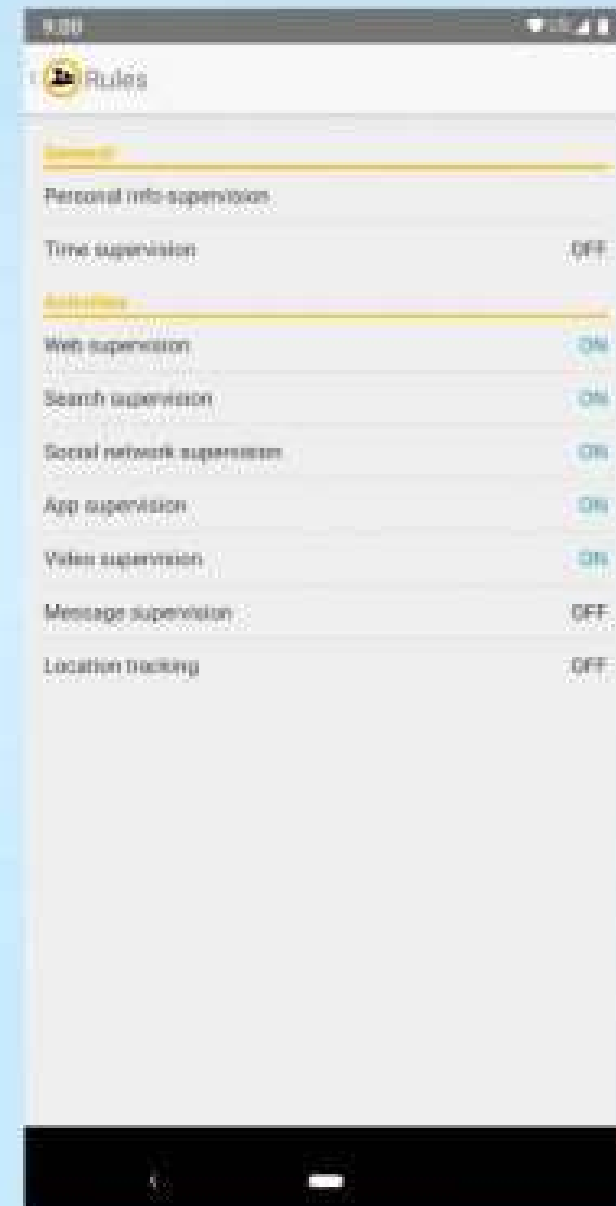 Rules
Personal info supervision
Time supervision OFF
Activities
Web supervision ON
Search supervision ON
Social network supervision ON
App supervision ON
Video supervision ON
Message supervision OFF
Location tracking OFF